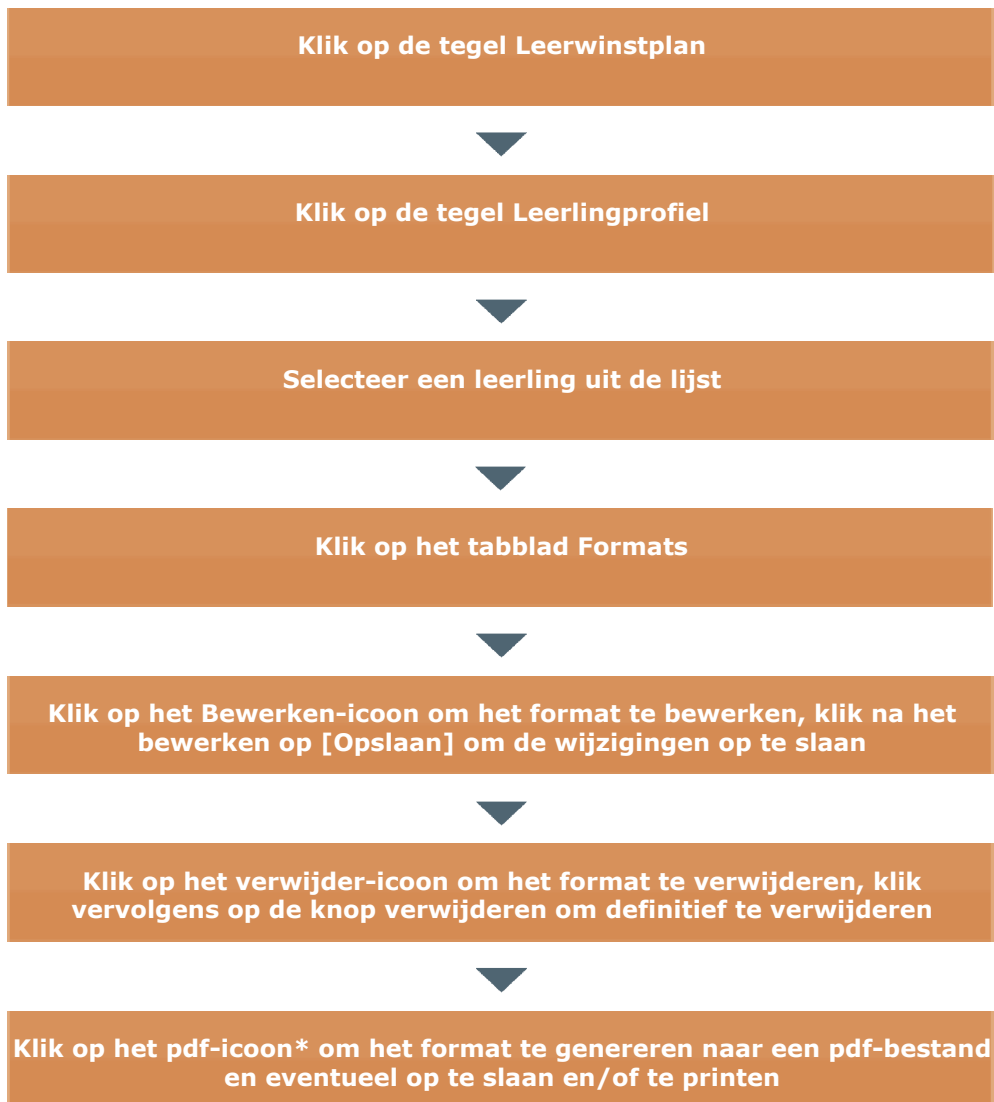 Klik op de tegel Leerwinstplan
Klik op de tegel Leerlingprofiel
Selecteer een leerling uit de lijst
Klik op het tabblad Formats
Klik op het Bewerken-icoon om het format te bewerken, klik na het
bewerken op [Opslaan] om de wijzigingen op te slaan
Klik op het verwijder-icoon om het format te verwijderen, klik
vervolgens op de knop verwijderen om definitief te verwijderen
Klik op het pdf-icoon* om het format te genereren naar een pdf-bestand
en eventueel op te slaan en/of te printen